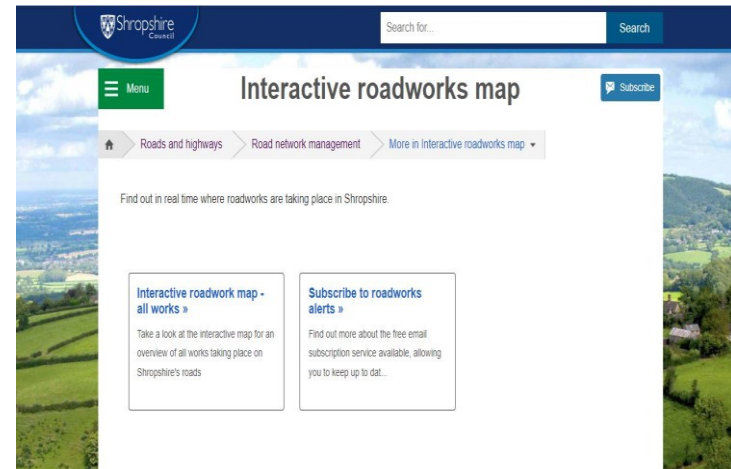 Shropshire
Council
Search for...
Search
Menu
Interactive roadworks map
Subscribe
Roads and highways
Road network management
More in Interactive roadworks map
Find out in real time where roadworks are taking place in Shropshire.
Interactive roadwork map -
all works »
Take a look at the interactive map for an
overview of all works taking place on
Shropshire's roads
Subscribe to roadworks
alerts »
Find out more about the free email
subscription service available, allowing
you to keep up to dat...